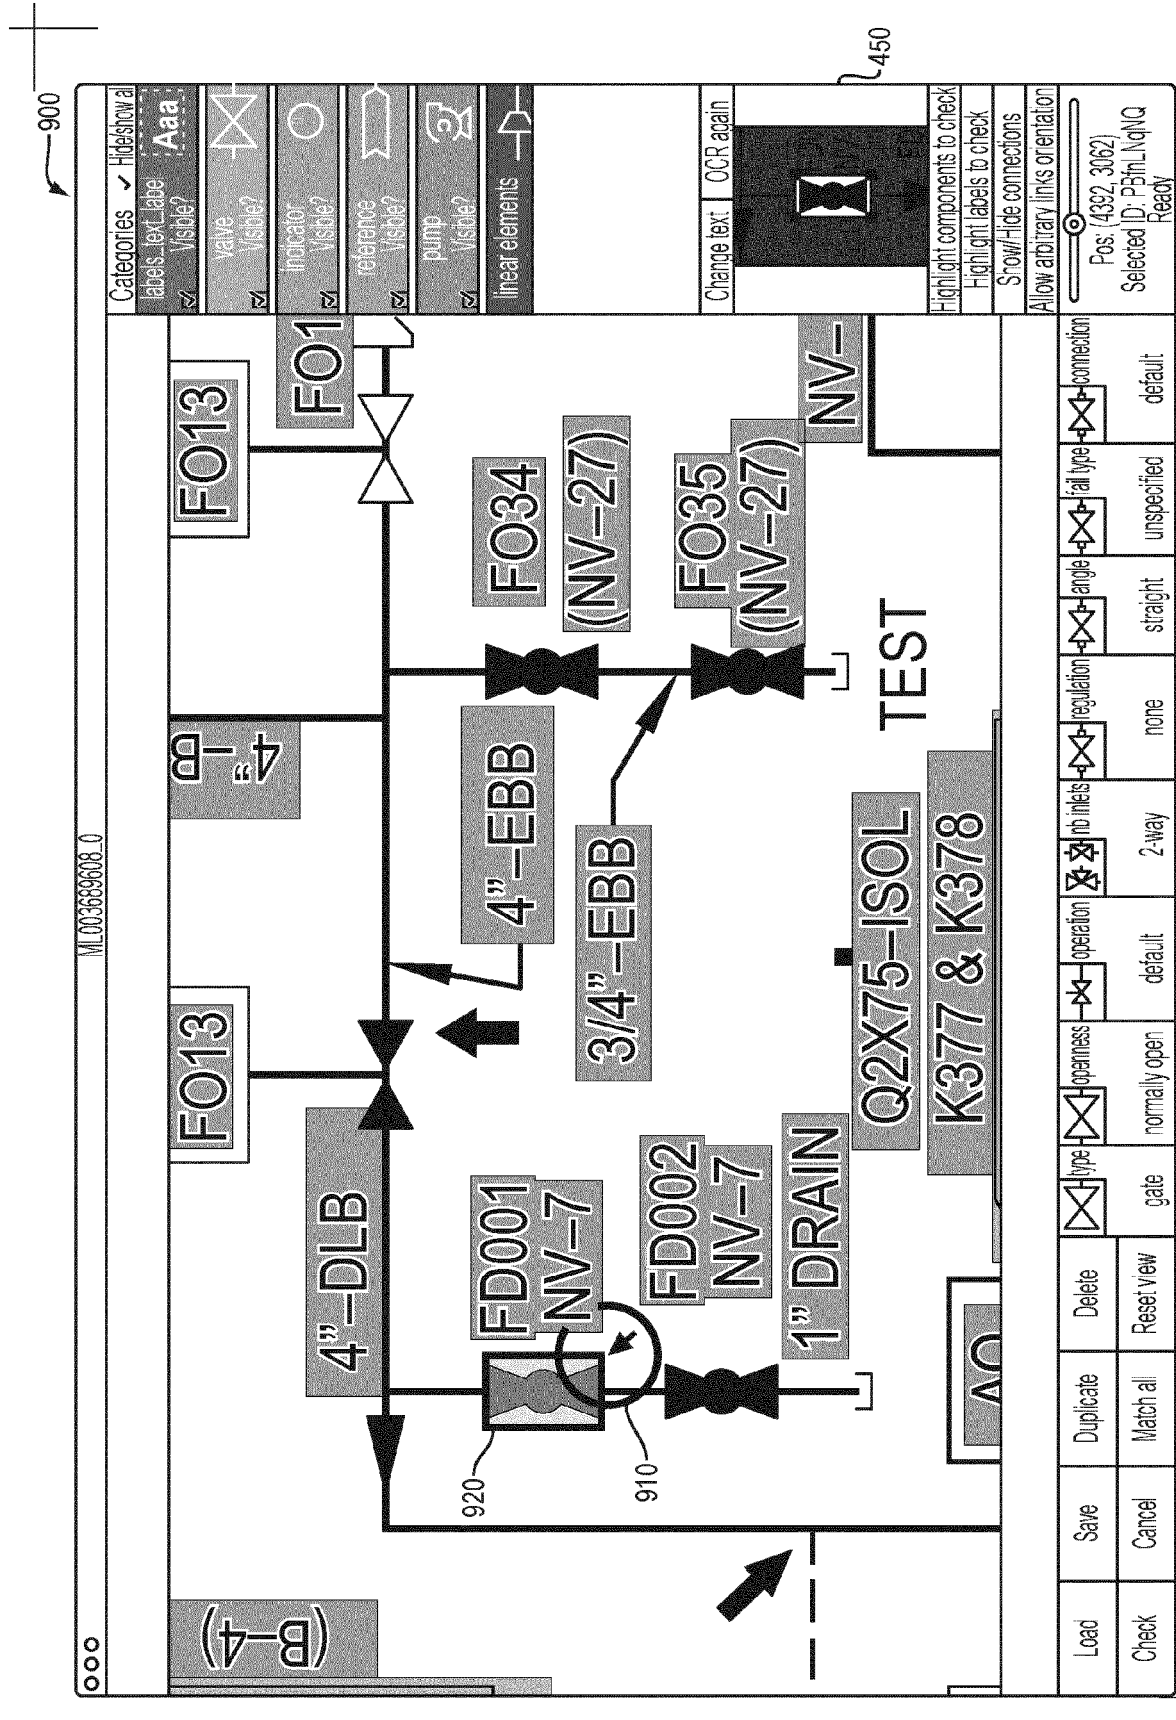 900
ML003689608_0
Categories ✓ Hide/show al
labels_text_label
Visible?
Aaa
valve
Visible?
Indicator
Visible?
reference
Visible?
pump
Visible?
linear elements
(B-4)
FO13
4"
-B
FO13
FO1
4"-DLB
FD001
NV-7
920
910
FD002
NV-7
1" DRAIN
4"-EBB
3/4"-EBB
FO34
(NV-27)
FO35
(NV-27)
NV-
TEST
Q2X75-ISOL
K377 & K378
AO
Change text
OCR again
450
Highlight components to check
Highlight labels to check
Snow/Hide connections
Allow arbitrary links orientation
Pos: (4392, 3062)
Selected ID: PBfnLNqNQ
Ready
Load
Save
Duplicate
Delete
Check
Cancel
Match all
Reset view
type
gate
openness
normally open
operation
default
nb inlets
2-way
regulation
none
angle
straight
fail type
unspecified
connection
default